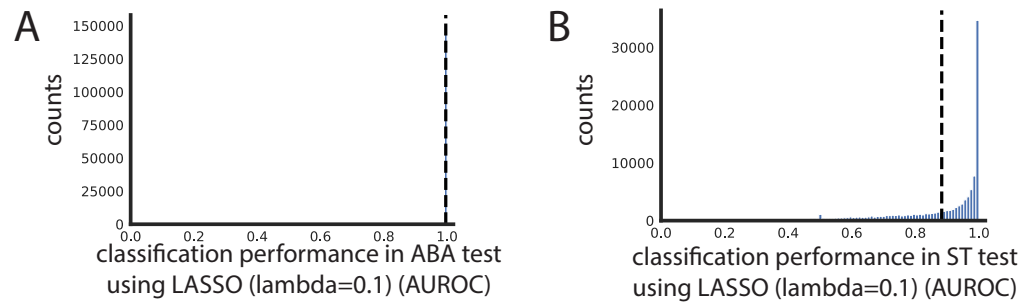 A
counts
150000
125000
100000
75000
50000
25000
0
0.0 0.2 0.4 0.6 0.8 1.0
classification performance in ABA test
using LASSO (lambda=0.1) (AUROC)
B
counts
30000
20000
10000
0
0.0 0.2 0.4 0.6 0.8 1.0
classification performance in ST test
using LASSO (lambda=0.1) (AUROC)